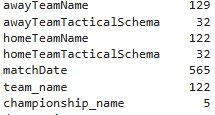 awayTeamName 129
awayTeamTacticalSchema 32
homeTeamName 122
homeTeamTacticalSchema 32
matchDate 565
team_name 122
championship_name 5